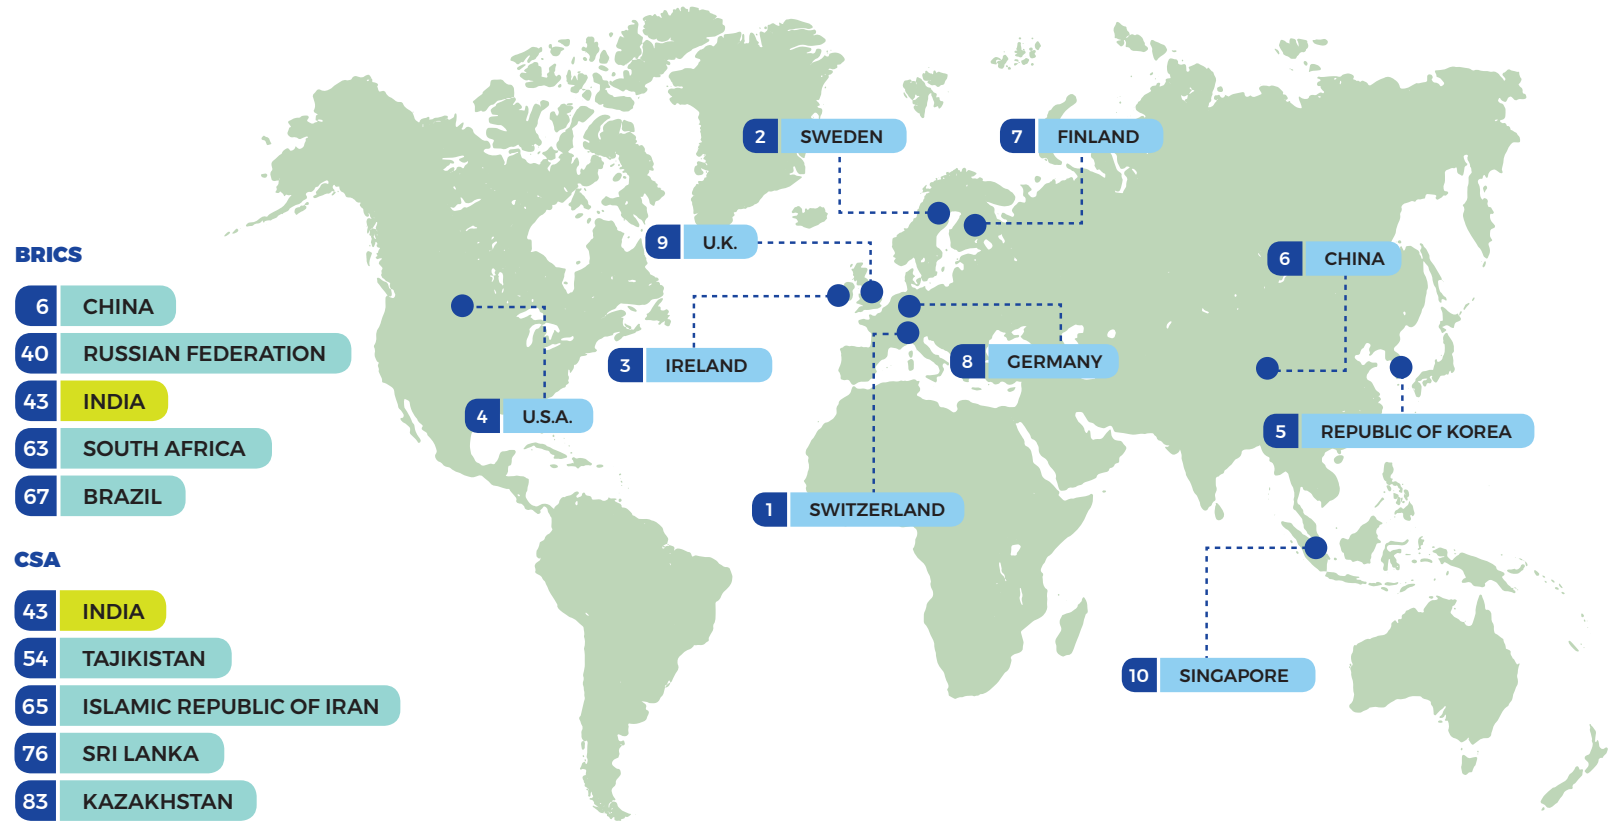 BRICS
6 CHINA
40 RUSSIAN FEDERATION
43 INDIA
63 SOUTH AFRICA
67 BRAZIL
CSA
43 INDIA
54 TAJIKISTAN
65 ISLAMIC REPUBLIC OF IRAN
76 SRI LANKA
83 KAZAKHSTAN
2 SWEDEN
7 FINLAND
9 U.K.
6 CHINA
3 IRELAND
8 GERMANY
4 U.S.A.
5 REPUBLIC OF KOREA
1 SWITZERLAND
10 SINGAPORE